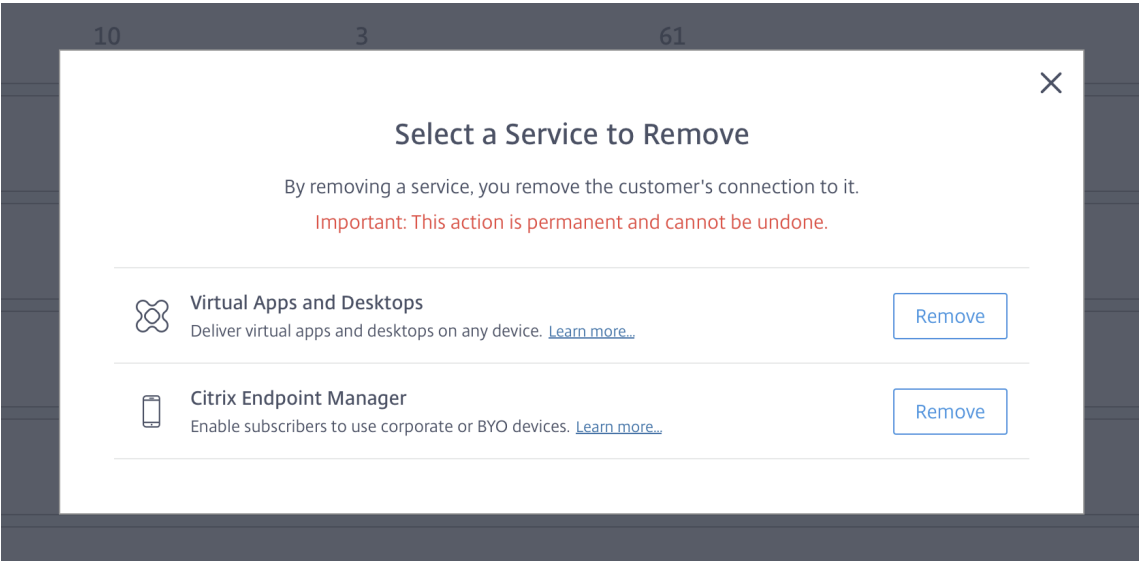 10 3 61
Select a Service to Remove
By removing a service, you remove the customer's connection to it.
Important: This action is permanent and cannot be undone.
Virtual Apps and Desktops
Deliver virtual apps and desktops on any device. Learn more...
Remove
Citrix Endpoint Manager
Enable subscribers to use corporate or BYO devices. Learn more...
Remove